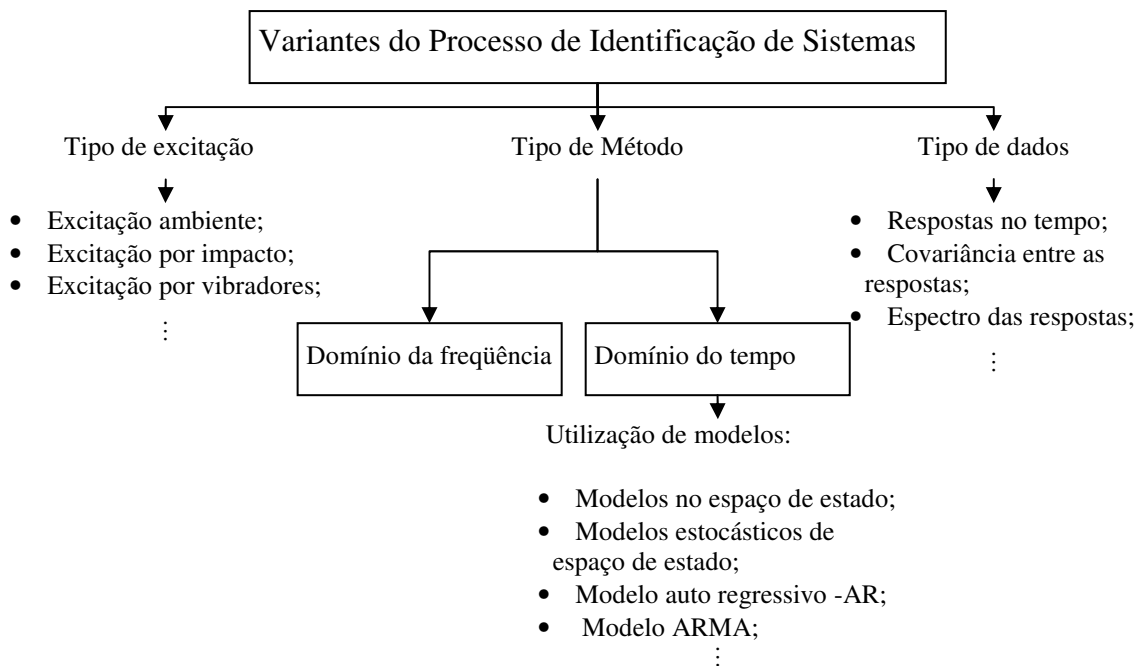 Variantes do Processo de Identificação de Sistemas
Tipo de excitação
• Excitação ambiente;
• Excitação por impacto;
• Excitação por vibradores;
⋮
Tipo de Método
Domínio da freqüência
Domínio do tempo
Utilização de modelos:
• Modelos no espaço de estado;
• Modelos estocásticos de
espaço de estado;
• Modelo auto regressivo -AR;
• Modelo ARMA;
⋮
Tipo de dados
• Respostas no tempo;
• Covariância entre as
respostas;
• Espectro das respostas;
⋮